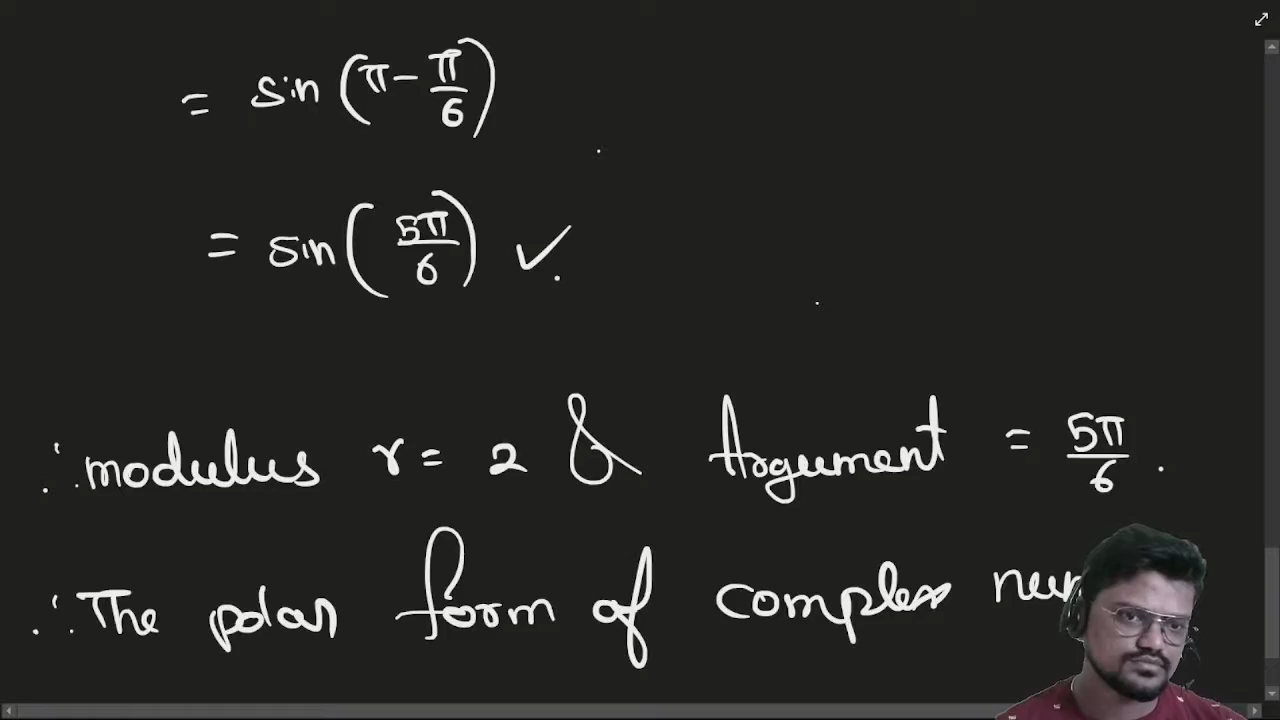 = sin (π - π/6)
= sin (5π/6) ✓.
∴ modulus r = 2 & Argument = 5π/6.
∴ The polar form of complex